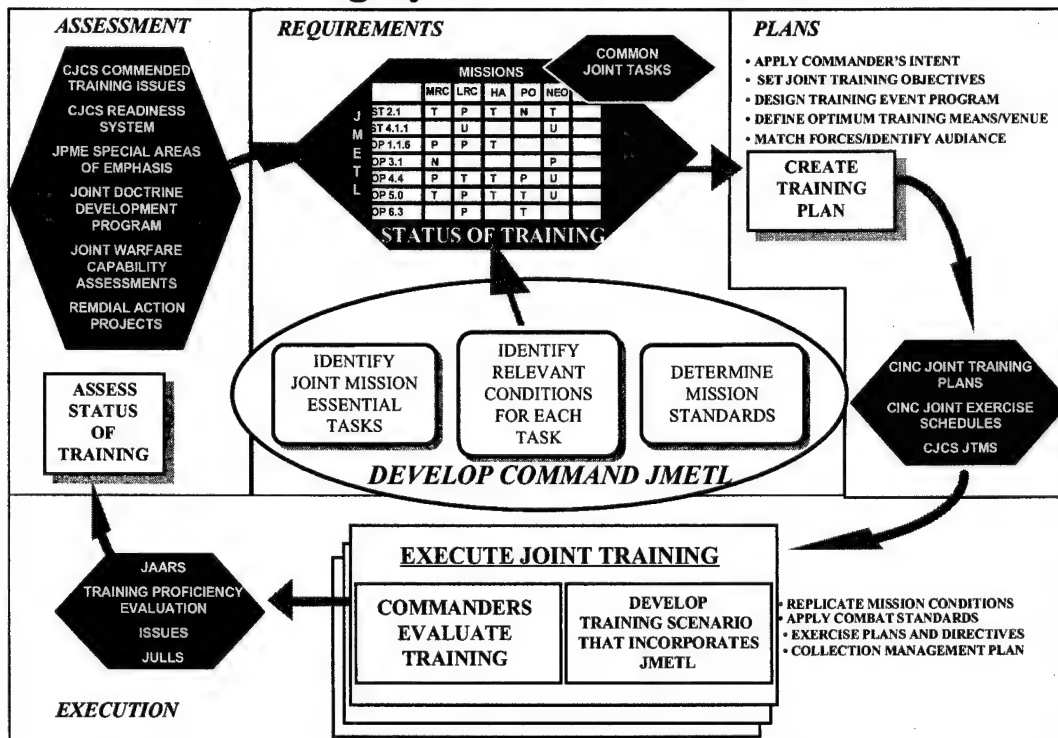 ASSESSMENT
CJCS COMMENDED
TRAINING ISSUES
CJCS READINESS
SYSTEM
JPME SPECIAL AREAS
OF EMPHASIS
JOINT DOCTRINE
DEVELOPMENT
PROGRAM
JOINT WARFARE
CAPABILITY
ASSESSMENTS
REMDIAL ACTION
PROJECTS
ASSESS
STATUS
OF
TRAINING
REQUIREMENTS
COMMON
JOINT TASKS
MISSIONS
JMETL
MRC LRC HA PO NEO
ST 2.1 T P T N T
ST 4.1.1 U U
OP 1.1.6 P P T
OP 3.1 N P
OP 4.4 P T T P U
OP 5.0 T P T T U
OP 6.3 P T
STATUS OF TRAINING
IDENTIFY
JOINT MISSION
ESSENTIAL
TASKS
IDENTIFY
RELEVANT
CONDITIONS
FOR EACH
TASK
DETERMINE
MISSION
STANDARDS
DEVELOP COMMAND JMETL
PLANS
• APPLY COMMANDER'S INTENT
• SET JOINT TRAINING OBJECTIVES
• DESIGN TRAINING EVENT PROGRAM
• DEFINE OPTIMUM TRAINING MEANS/VENUE
• MATCH FORCES/IDENTIFY AUDIANCE
CREATE
TRAINING
PLAN
CINC JOINT TRAINING
PLANS
CINC JOINT EXERCISE
SCHEDULES
CJCS JTMS
EXECUTE JOINT TRAINING
COMMANDERS
EVALUATE
TRAINING
DEVELOP
TRAINING SCENARIO
THAT INCORPORATES
JMETL
• REPLICATE MISSION CONDITIONS
• APPLY COMBAT STANDARDS
• EXERCISE PLANS AND DIRECTIVES
• COLLECTION MANAGEMENT PLAN
JAARS
TRAINING PROFICIENCY
EVALUATION
ISSUES
JULLS
EXECUTION